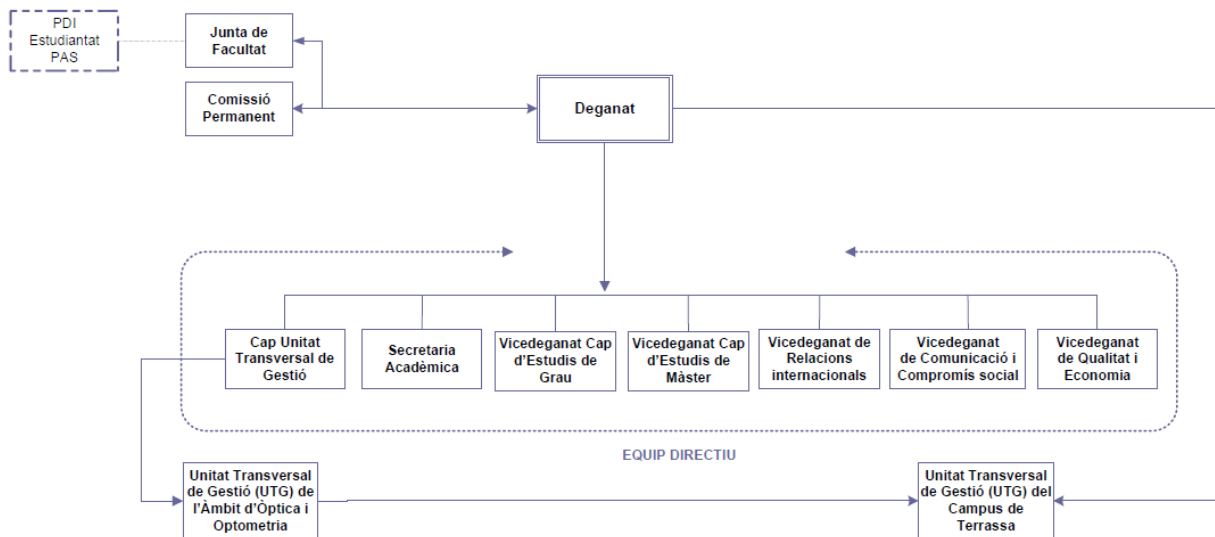 PDI
Estudiantat
PAS
Junta de
Facultat
Comissió
Permanent
Deganat
Cap Unitat
Transversal de
Gestió
Secretaria
Acadèmica
Vicedeganat Cap
d'Estudis de
Grau
Vicedeganat Cap
d'Estudis de
Màster
Vicedeganat de
Relacions
internacionals
Vicedeganat
de Comunicació i
Compromís social
Vicedeganat
de Qualitat i
Economia
EQUIP DIRECTIU
Unitat Transversal
de Gestió (UTG) de
l'Àmbit d'Òptica i
Optometria
Unitat Transversal
de Gestió (UTG) del
Campus de
Terrassa